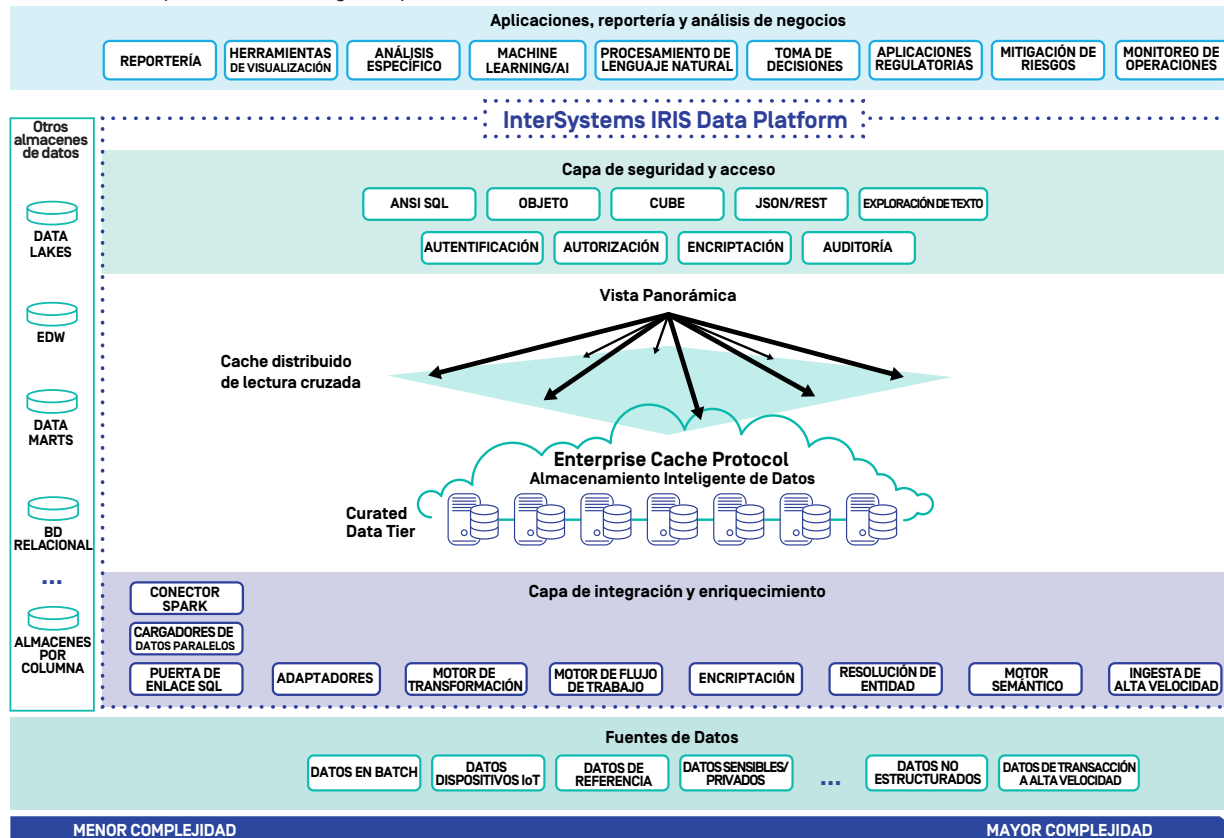 Aplicaciones, reportería y análisis de negocios
REPORTERÍA
HERRAMIENTAS
DE VISUALIZACIÓN
ANÁLISIS
ESPECÍFICO
MACHINE
LEARNING/AI
PROCESAMIENTO DE
LENGUAJE NATURAL
TOMA DE
DECISIONES
APLICACIONES
REGULATORIAS
MITIGACIÓN DE
RIESGOS
MONITOREO DE
OPERACIONES
InterSystems IRIS Data Platform
Otros
almacenes
de datos
DATA
LAKES
EDW
DATA
MARTS
BD
RELACIONAL
...
ALMACENES
POR
COLUMNA
Capa de seguridad y acceso
ANSI SQL
OBJETO
CUBE
JSON/REST
EXPLORACIÓN DE TEXTO
AUTENTIFICACIÓN
AUTORIZACIÓN
ENCRIPTACIÓN
AUDITORÍA
Vista Panorámica
Cache distribuido
de lectura cruzada
Enterprise Cache Protocol
Almacenamiento Inteligente de Datos
Curated
Data Tier
Capa de integración y enriquecimiento
CONECTOR
SPARK
CARGADORES DE
DATOS PARALELOS
PUERTA DE
ENLACE SQL
ADAPTADORES
MOTOR DE
TRANSFORMACIÓN
MOTOR DE FLUJO
DE TRABAJO
ENCRIPTACIÓN
RESOLUCIÓN DE
ENTIDAD
MOTOR
SEMÁNTICO
INGESTA DE
ALTA VELOCIDAD
Fuentes de Datos
DATOS EN BATCH
DATOS
DISPOSITIVOS IoT
DATOS DE
REFERENCIA
DATOS SENSIBLES/
PRIVADOS
...
DATOS NO
ESTRUCTURADOS
DATOS DE TRANSACCIÓN
A ALTA VELOCIDAD
MENOR COMPLEJIDAD
MAYOR COMPLEJIDAD